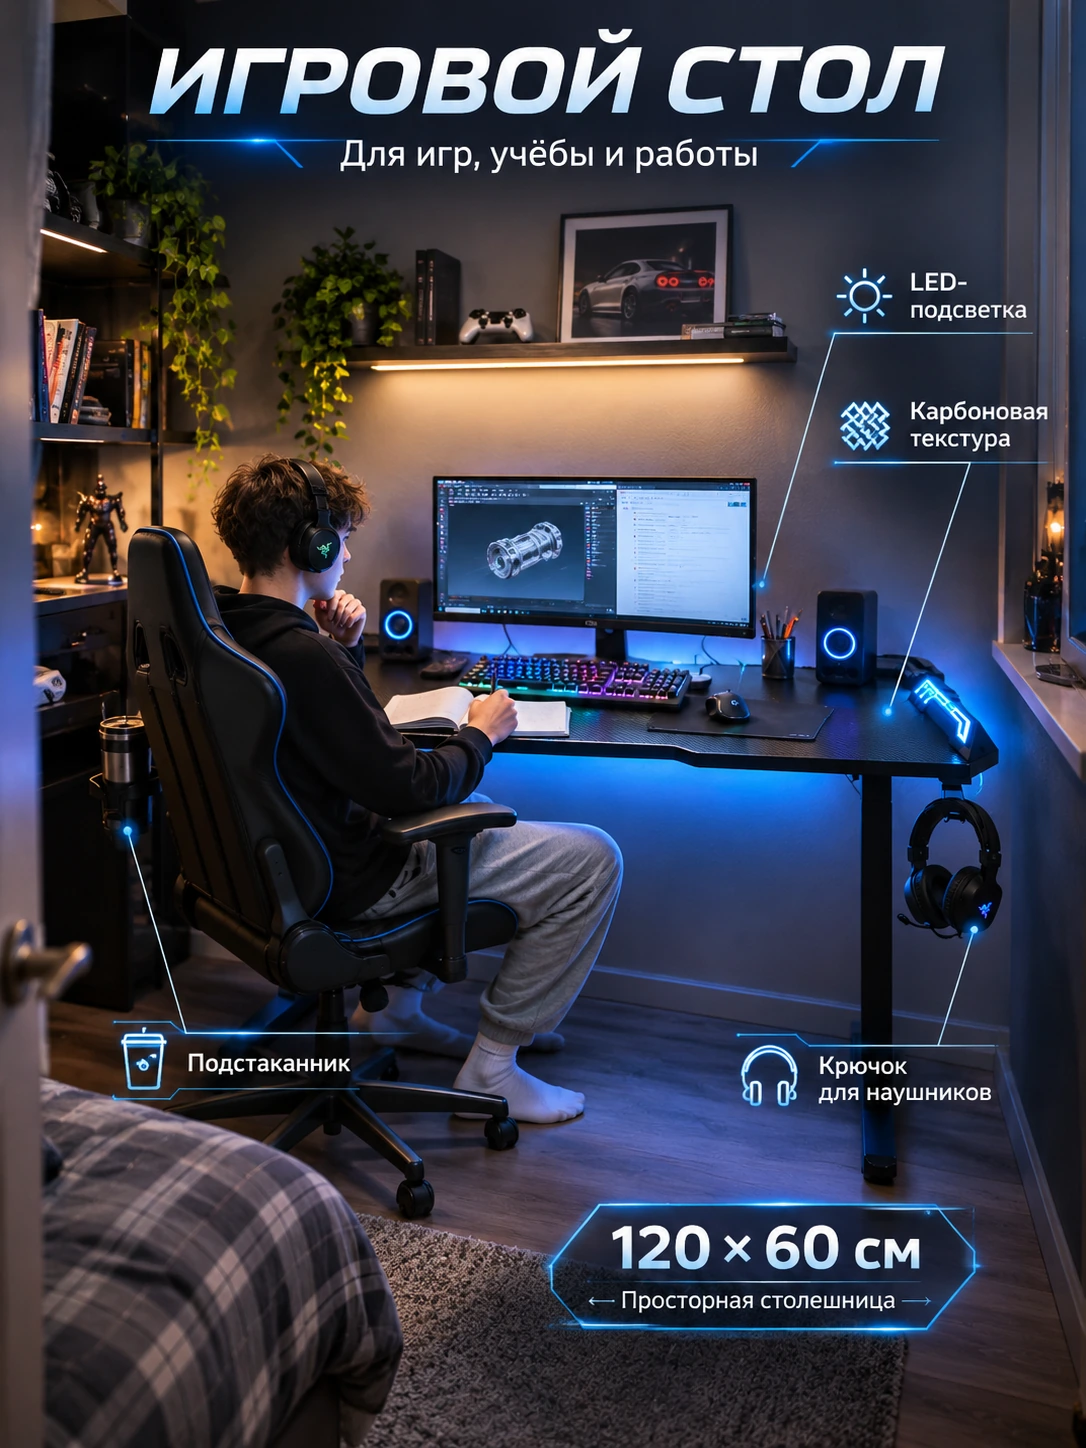 ИГРОВОЙ СТОЛ
Для игр, учёбы и работы
LED-
подсветка
Карбоновая
текстура
Подстаканник
Крючок
для наушников
120 × 60 см
Просторная столешница